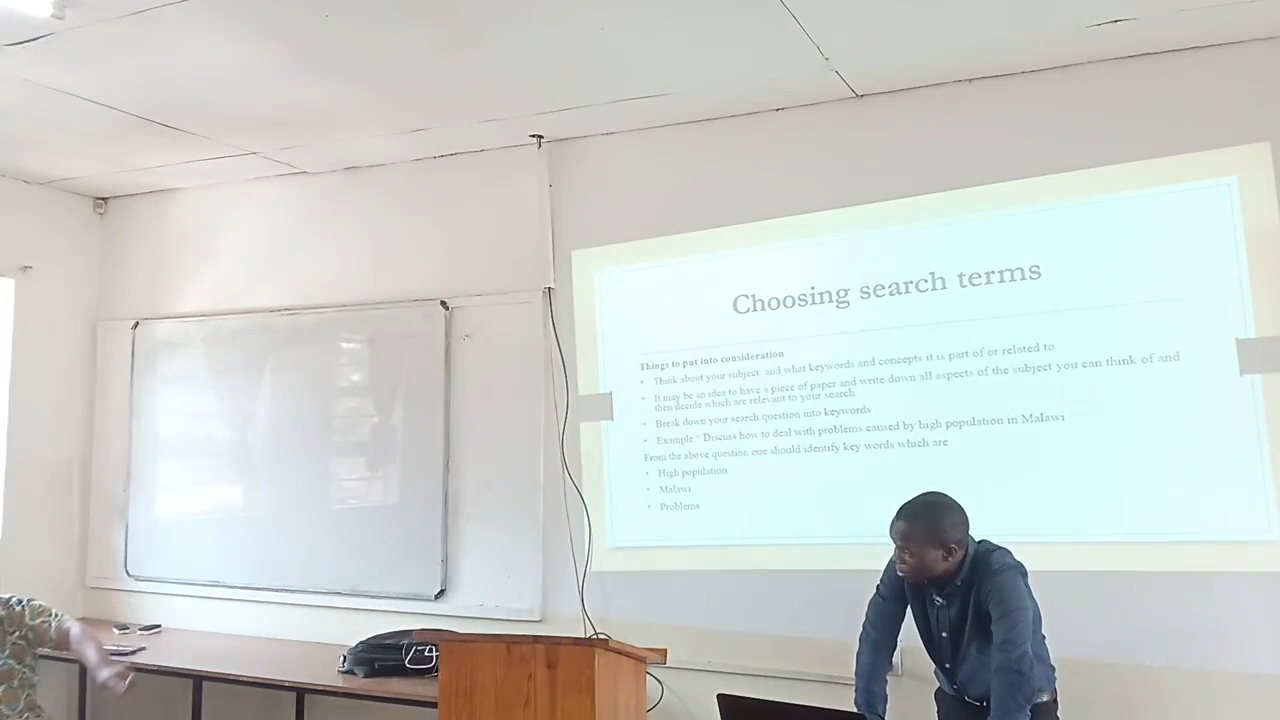 Choosing search terms
Things to put into consideration
• Think about your subject, and what keywords and concepts it is part of or related to
• It may be an idea to have a piece of paper and write down all aspects of the subject you can think of and
then decide which are relevant to your search.
• Break down your search question into keywords
• Example " Discuss how to deal with problems caused by high population in Malawi
From the above question one should identify key words which are
• High population
• Malawi
• Problems